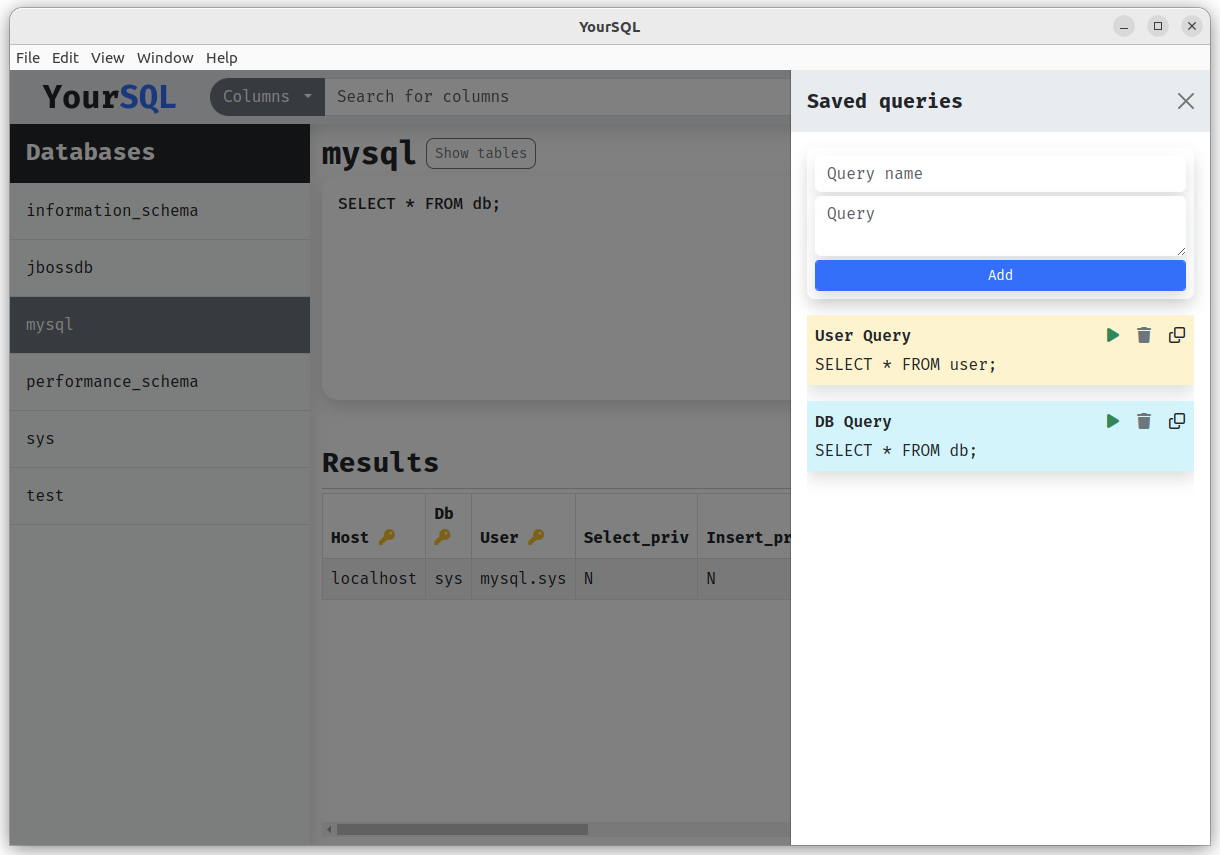 YourSQL
File Edit View Window Help
YourSQL
Columns
Search for columns
Databases
information_schema
jbossdb
mysql
performance_schema
sys
test
mysql
Show tables
SELECT * FROM db;
Results
Host Db User Select_priv Insert_pr
localhost sys mysql.sys N N
Saved queries
Query name
Query
Add
User Query
SELECT * FROM user;
DB Query
SELECT * FROM db;